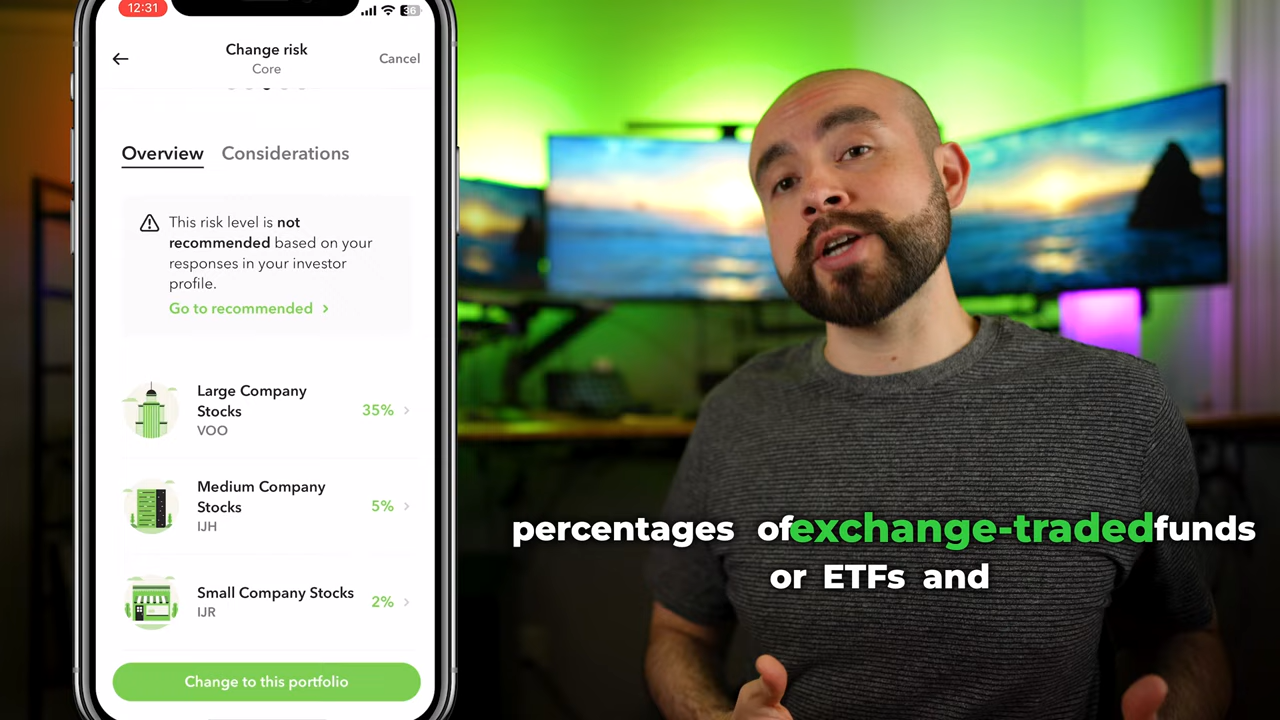 12:31
36
Change risk
Cancel
Core
Overview Considerations
This risk level is not
recommended based on your
responses in your investor
profile.
Go to recommended
Large Company
Stocks
VOO
35%
Medium Company
Stocks
IJH
5%
Small Company Stocks
IJR
2%
Change to this portfolio
percentages of exchange-traded funds
or ETFs and